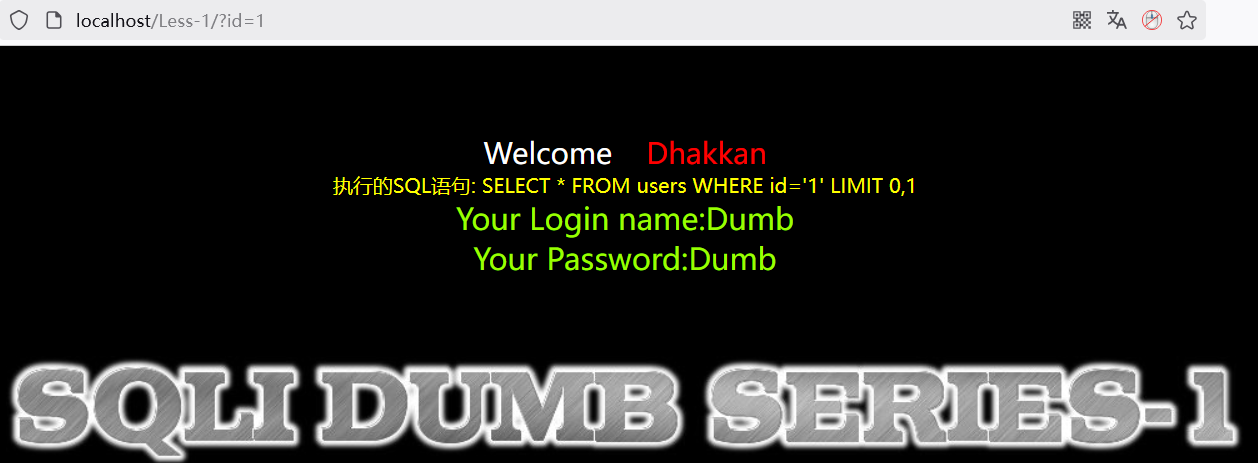 localhost/Less-1/?id=1
Welcome Dhakkan
执行的SQL语句: SELECT * FROM users WHERE id='1' LIMIT 0,1
Your Login name:Dumb
Your Password:Dumb
SQLI DUMB SERIES-1